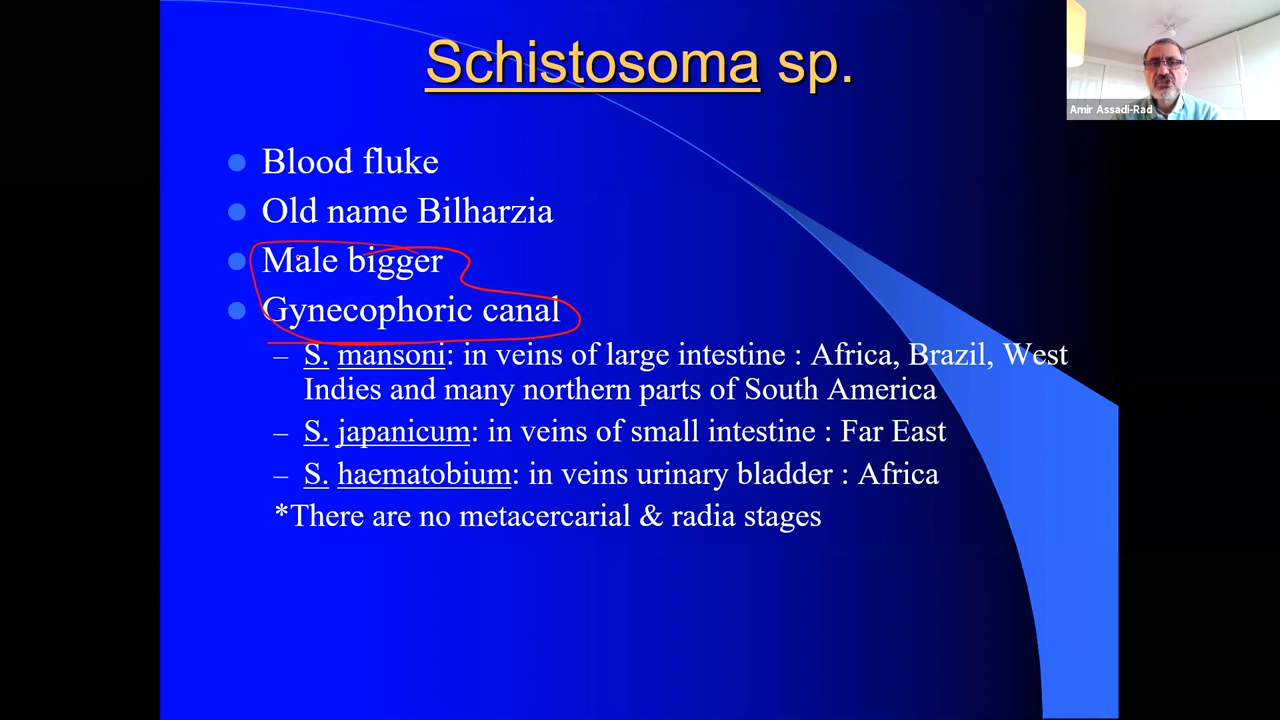 Schistosoma sp.
Amir Assadi-Rad
Blood fluke
Old name Bilharzia
Male bigger
Gynecophoric canal
– S. mansoni: in veins of large intestine : Africa, Brazil, West
Indies and many northern parts of South America
– S. japanicum: in veins of small intestine : Far East
– S. haematobium: in veins urinary bladder : Africa
*There are no metacercarial & radia stages